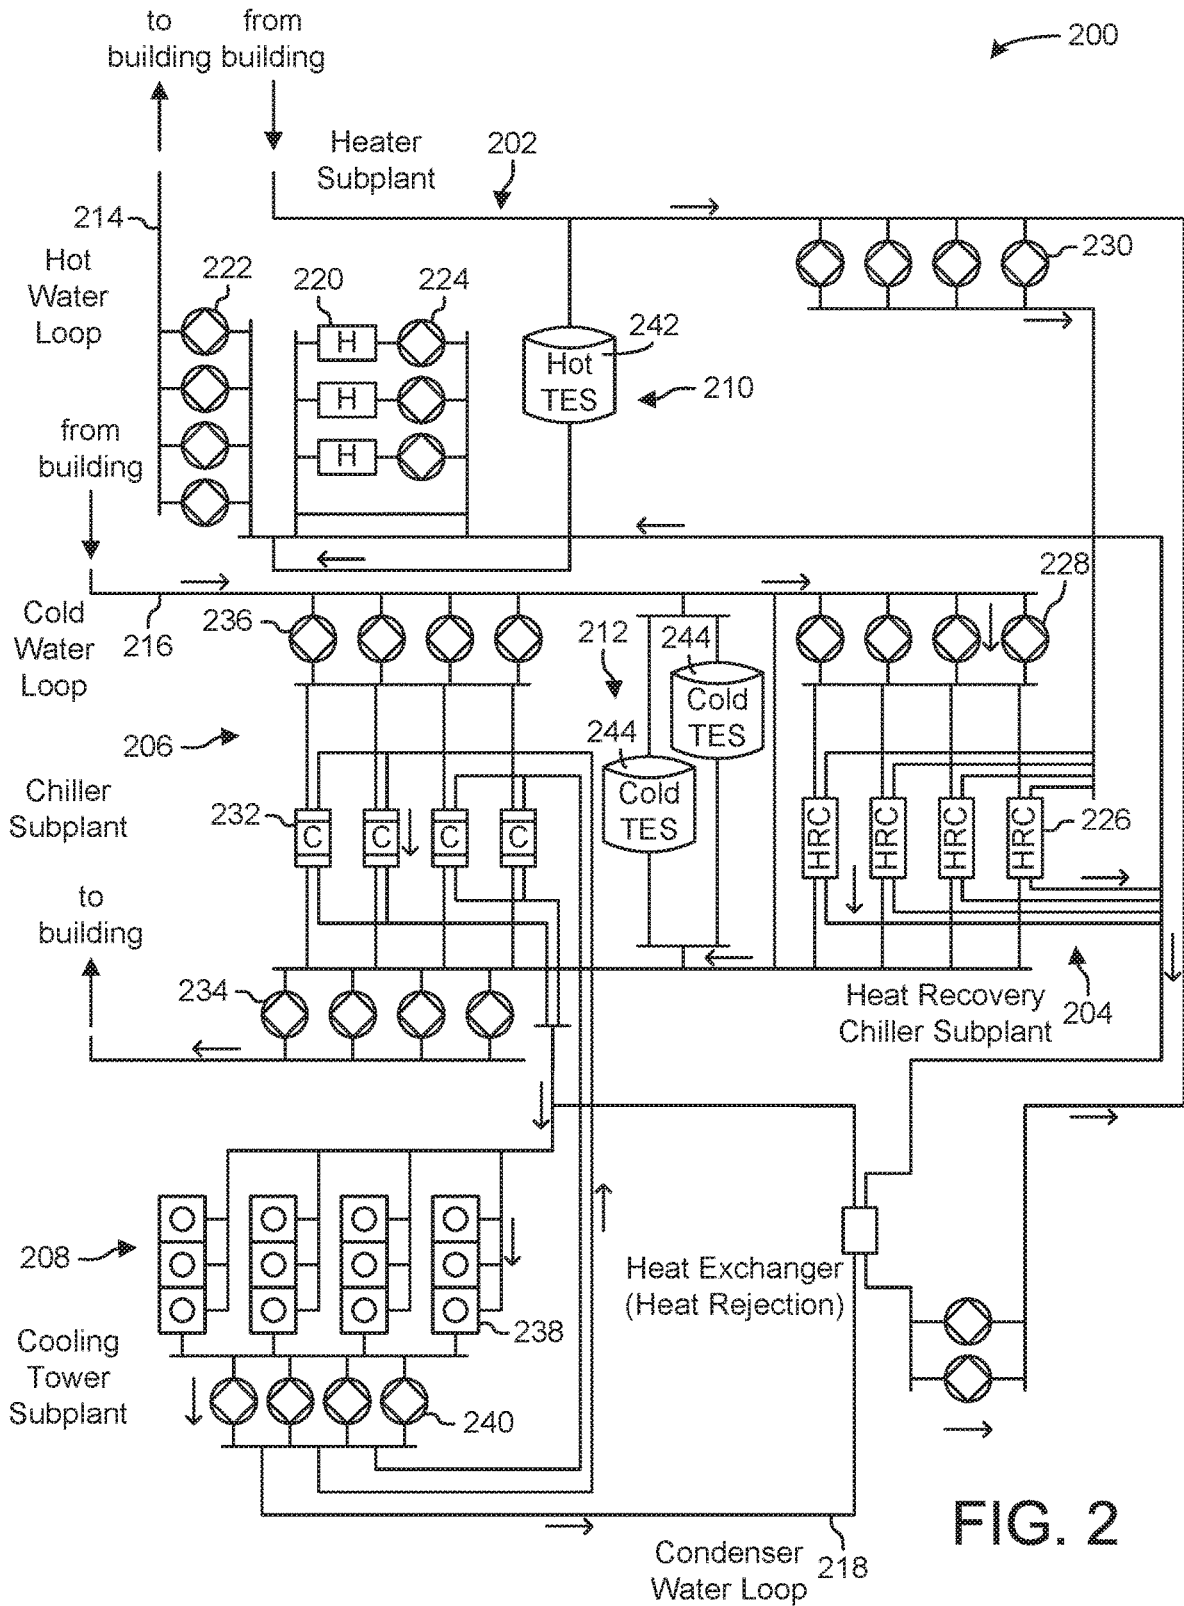 to
building
from
building
200
Heater
Subplant
202
214
Hot
Water
Loop
222
220
224
230
H
H
H
Hot
TES
242
210
from
building
Cold
Water
Loop
216
236
212
244
Cold
TES
228
206
244
Cold
TES
Chiller
Subplant
232
C
C
C
C
HRC
HRC
HRC
HRC
226
to
building
234
Heat Recovery
Chiller Subplant
204
208
Heat Exchanger
(Heat Rejection)
238
Cooling
Tower
Subplant
240
FIG. 2
Condenser
Water Loop
218